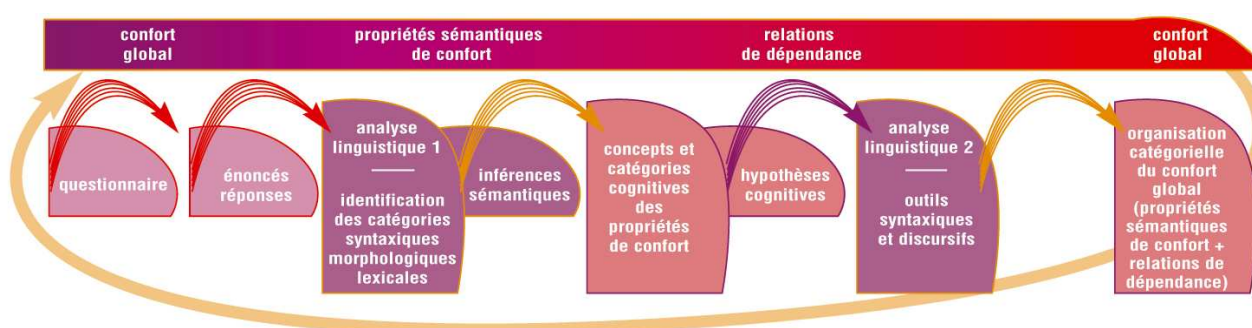 confort
global
propriétés sémantiques
de confort
relations
de dépendance
confort
global
questionnaire
énoncés
réponses
analyse
linguistique 1
identification
des catégories
syntaxiques
morphologiques
lexicales
inférences
sémantiques
concepts et
catégories
cognitives
des
propriétés
de confort
hypothèses
cognitives
analyse
linguistique 2
outils
syntaxiques
et discursifs
organisation
catégorielle
du confort
global
(propriétés
sémantiques
de confort +
relations de
dépendance)